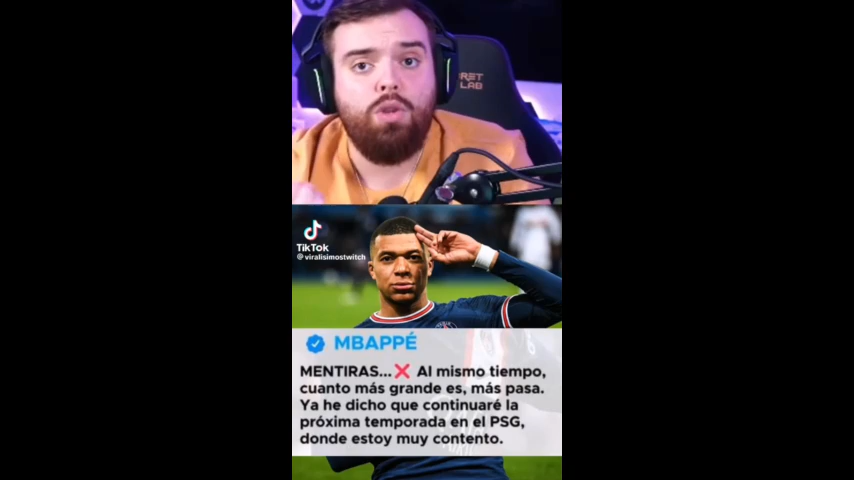 RET
LAB
TikTok
@viralisimostwitch
MBAPPÉ
MENTIRAS...❌ Al mismo tiempo,
cuanto más grande es, más pasa.
Ya he dicho que continuaré la
próxima temporada en el PSG,
donde estoy muy contento.